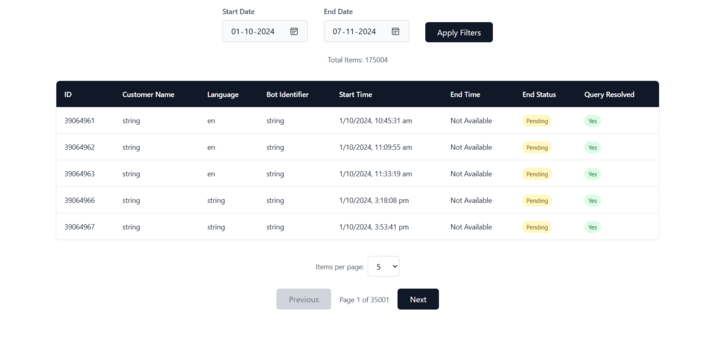 Start Date End Date
01-10-2024 07-11-2024 Apply Filters
Total Items: 175004
ID Customer Name Language Bot Identifier Start Time End Time End Status Query Resolved
39064961 string en string 1/10/2024, 10:45:31 am Not Available Pending Yes
39064962 string en string 1/10/2024, 11:09:55 am Not Available Pending Yes
39064963 string en string 1/10/2024, 11:33:19 am Not Available Pending Yes
39064966 string string string 1/10/2024, 3:18:08 pm Not Available Pending Yes
39064967 string string string 1/10/2024, 3:53:41 pm Not Available Pending Yes
Items per page: 5
Previous Page 1 of 35001 Next